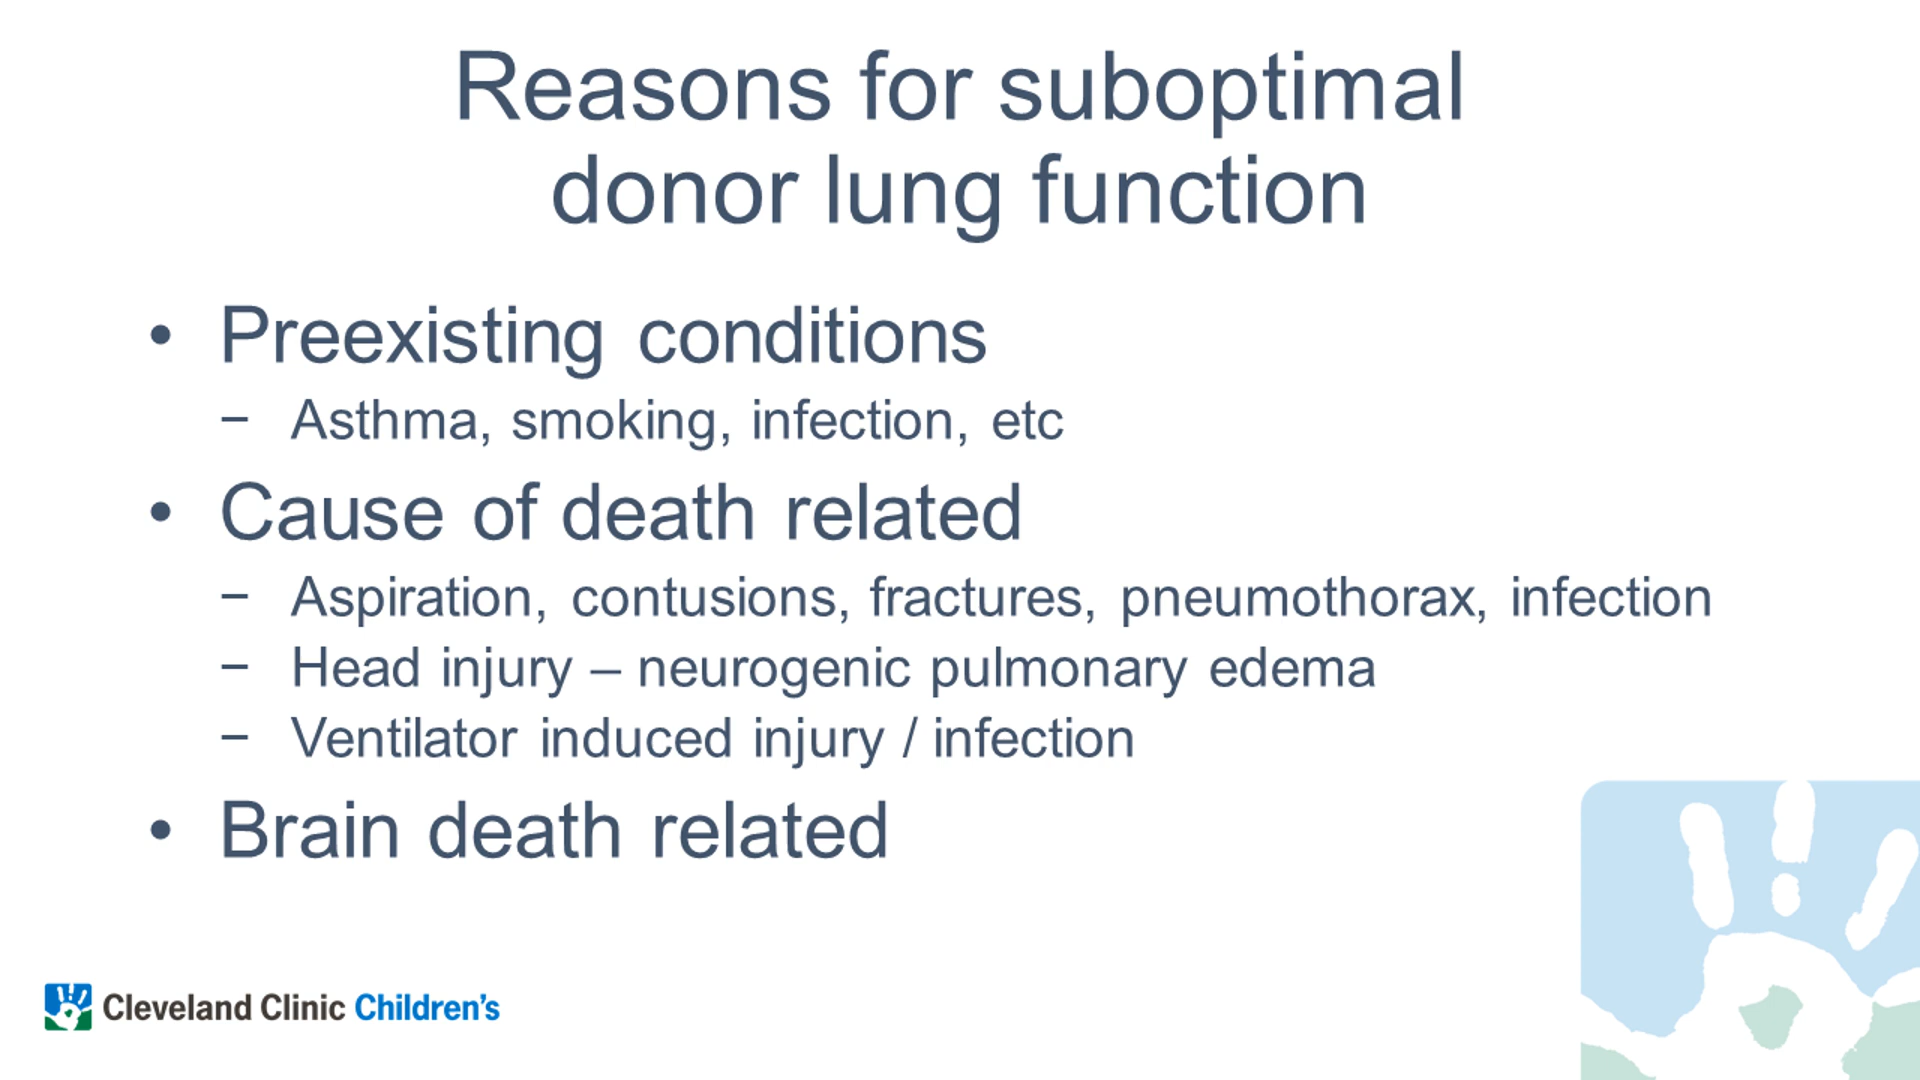 Reasons for suboptimal
donor lung function
• Preexisting conditions
– Asthma, smoking, infection, etc
• Cause of death related
– Aspiration, contusions, fractures, pneumothorax, infection
– Head injury – neurogenic pulmonary edema
– Ventilator induced injury / infection
• Brain death related
Cleveland Clinic Children's